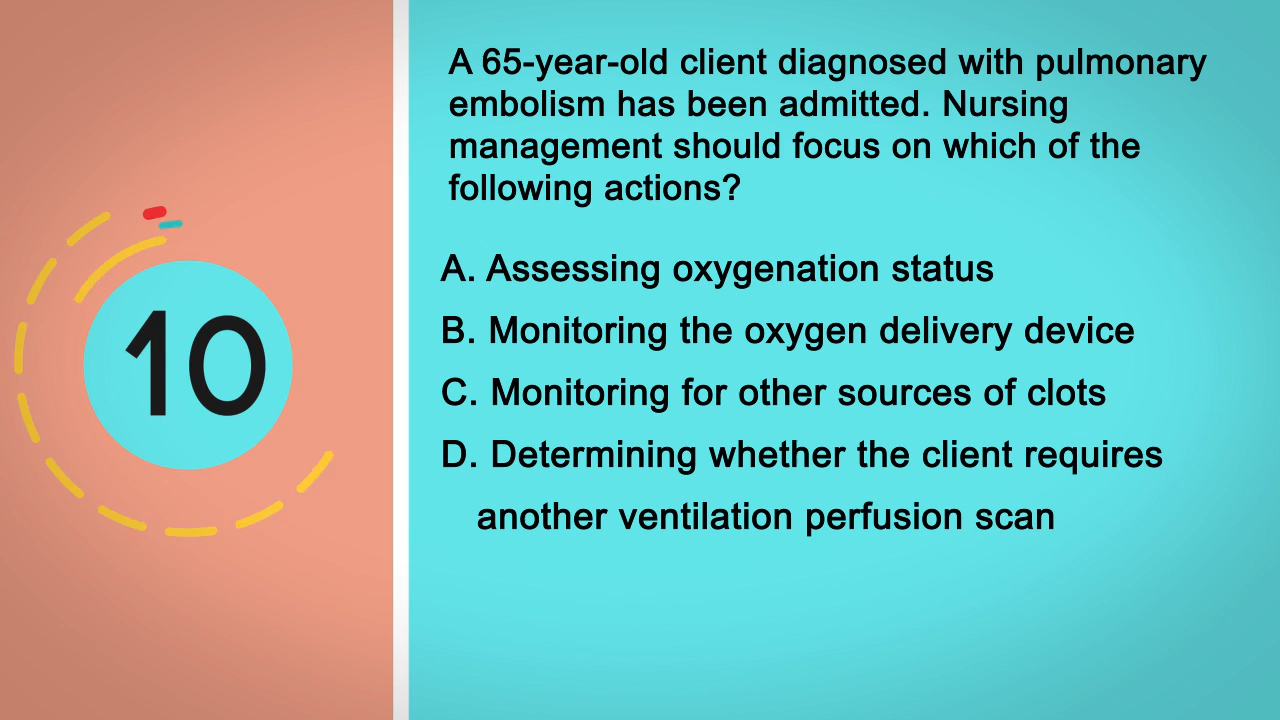 10
A 65-year-old client diagnosed with pulmonary
embolism has been admitted. Nursing
management should focus on which of the
following actions?
A. Assessing oxygenation status
B. Monitoring the oxygen delivery device
C. Monitoring for other sources of clots
D. Determining whether the client requires
another ventilation perfusion scan